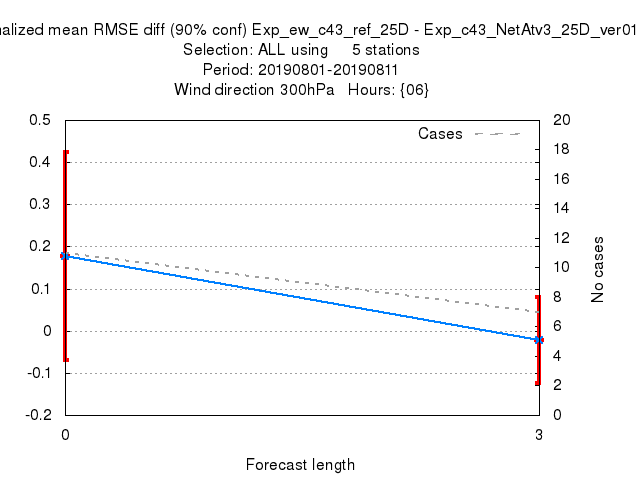 mean RMSE diff (90% conf) Exp_ew_c43_ref_25D - Exp_c43_NetAtv3_25D_ver01
Selection: ALL using 5 stations
Period: 20190801-20190811
Wind direction 300hPa Hours: {06}
Cases
0.5
0.4
0.3
0.2
0.1
0
-0.1
-0.2
20
18
16
14
12
10
8
6
4
2
0
No cases
0 3
Forecast length